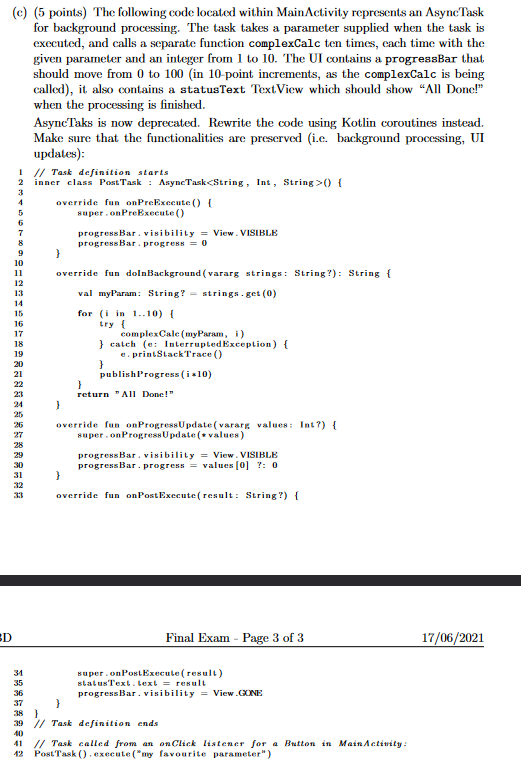 (c) (5 points) The following code located within MainActivity represents an AsyncTask
for background processing. The task takes a parameter supplied when the task is
executed, and calls a separate function complexCalc ten times, each time with the
given parameter and an integer from 1 to 10. The UI contains a progressBar that
should move from 0 to 100 (in 10-point increments, as the complexCalc is being
called), it also contains a statusText TextView which should show “All Done!”
when the processing is finished.
AsyncTaks is now deprecated. Rewrite the code using Kotlin coroutines instead.
Make sure that the functionalities are preserved (i.e. background processing, UI
updates):
1 // Task definition starts
2 inner class PostTask : AsyncTask<String, Int, String>() {
3
4 override fun onPreExecute() {
5 super.onPreExecute()
6
7 progressBar.visibility = View.VISIBLE
8 progressBar.progress = 0
9 }
10
11 override fun doInBackground(vararg strings: String?): String {
12
13 val myParam: String? = strings.get(0)
14
15 for (i in 1..10) {
16 try {
17 complexCalc(myParam, i)
18 } catch (e: InterruptedException) {
19 e.printStackTrace()
20 }
21 publishProgress(i*10)
22 }
23 return "All Done!"
24 }
25
26 override fun onProgressUpdate(vararg values: Int?) {
27 super.onProgressUpdate(*values)
28
29 progressBar.visibility = View.VISIBLE
30 progressBar.progress = values[0] ?: 0
31 }
32
33 override fun onPostExecute(result: String?) {
3D Final Exam - Page 3 of 3 17/06/2021
34 super.onPostExecute(result)
35 statusText.text = result
36 progressBar.visibility = View.GONE
37 }
38 }
39 // Task definition ends
40
41 // Task called from an onClick listener for a Button in MainActivity:
42 PostTask().execute("my favourite parameter")